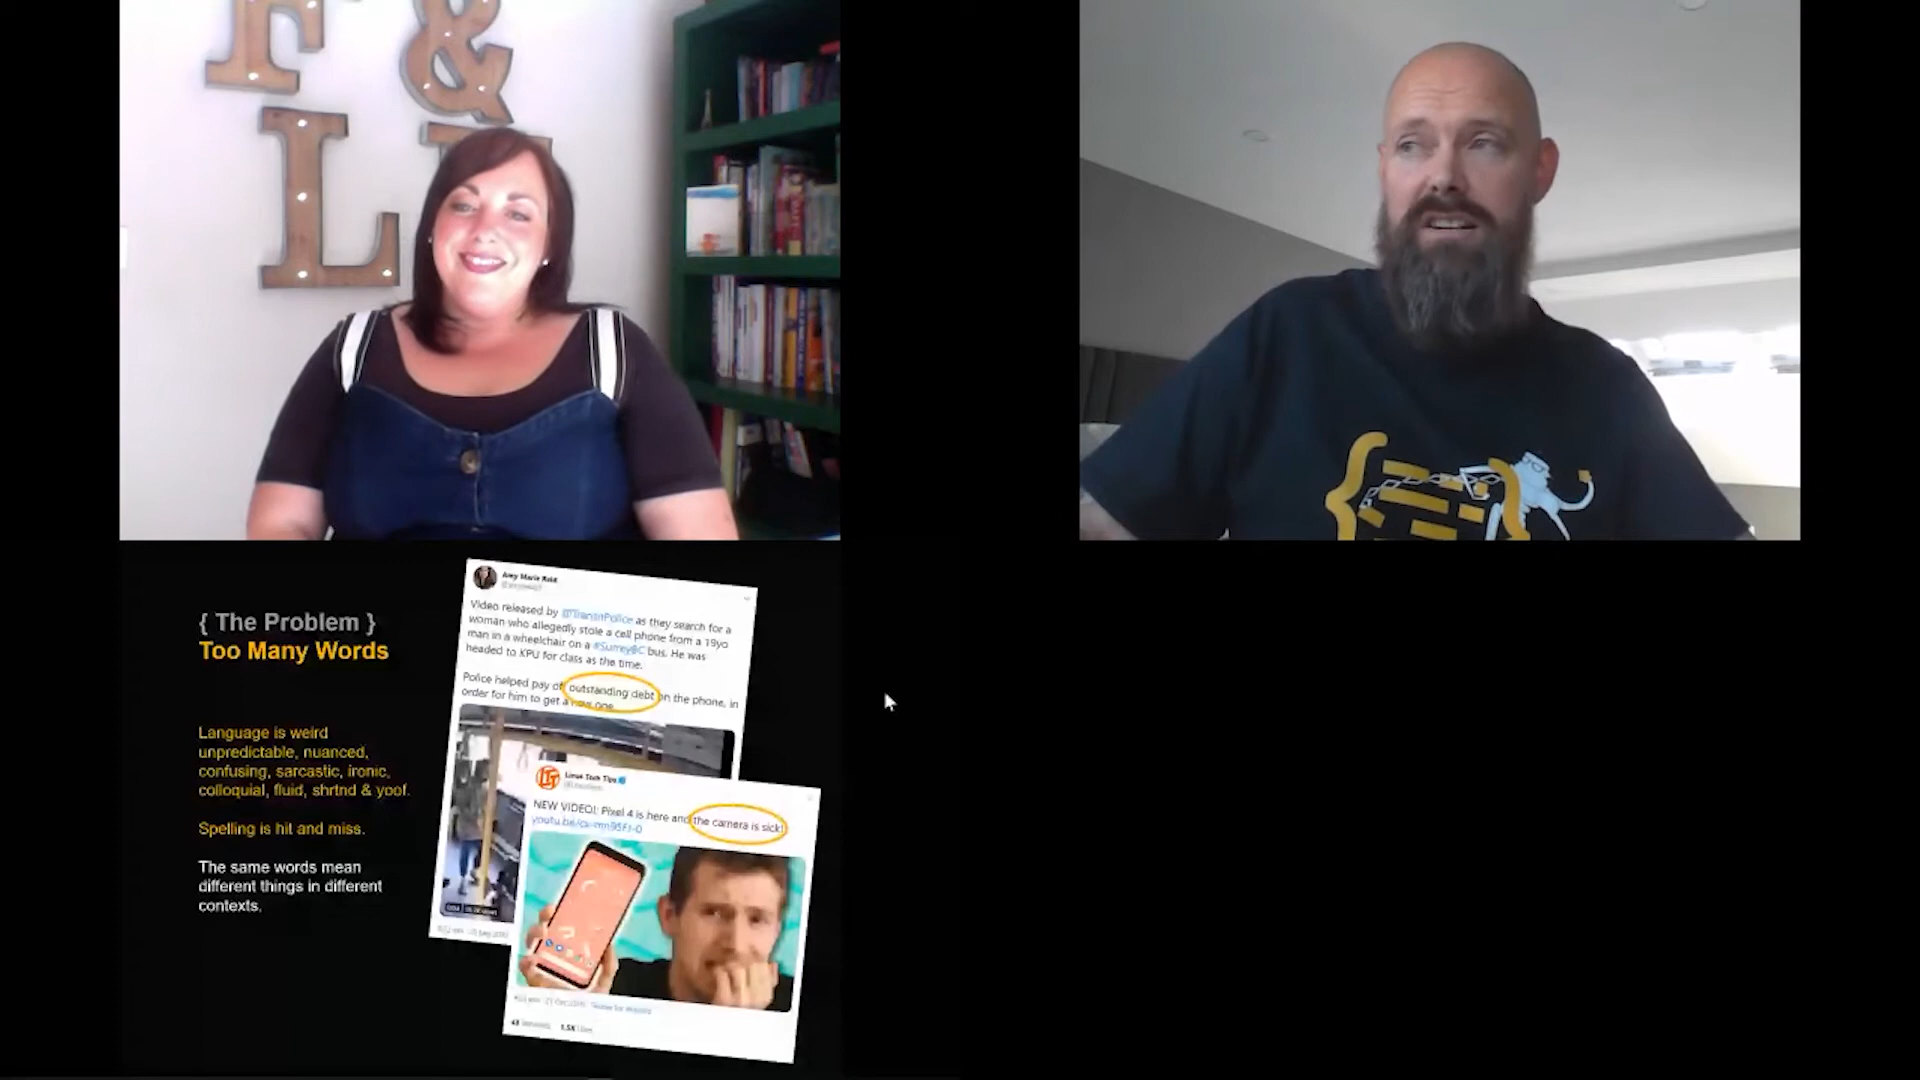 F &
L
{ The Problem }
Too Many Words
Language is weird
unpredictable, nuanced,
confusing, sarcastic, ironic,
colloquial, fluid, shrtnd & yoof.
Spelling is hit and miss.
The same words mean
different things in different
contexts.
Amy Marie Reid
Video released by @TransitPolice as they search for a
woman who allegedly stole a cell phone from a 19yo
man in a wheelchair on a #SurreyBC bus. He was
headed to KPU for class as the time.
Police helped pay off outstanding debt on the phone, in
order for him to get a new one.
Linus Tech Tips
NEW VIDEO!: Pixel 4 is here and the camera is sick!
1.5K Likes